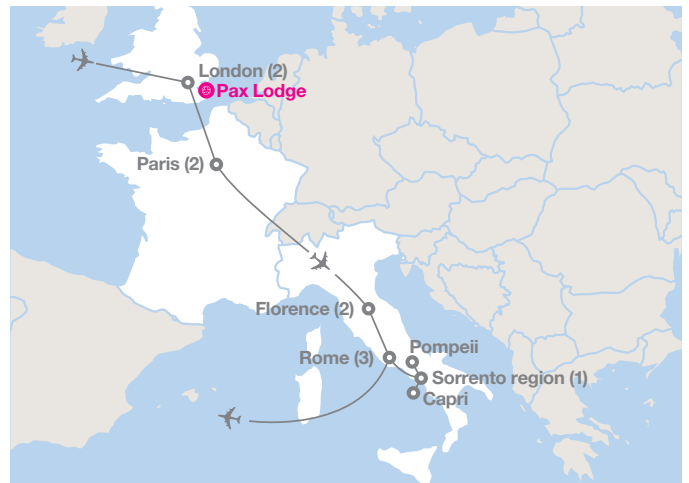 London (2)
Pax Lodge
Paris (2)
Florence (2)
Rome (3)
Pompeii
Sorrento region (1)
Capri